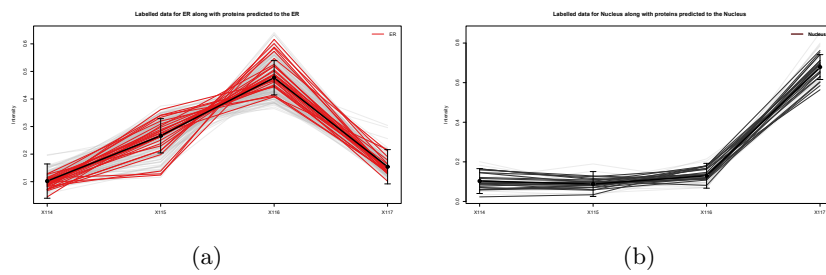 Labelled data for ER along with proteins predicted to the ER
ER
Intensity
0.6
0.5
0.4
0.3
0.2
0.1
X114 X115 X116 X117
(a)
Labelled data for Nucleus along with proteins predicted to the Nucleus
Nucleus
Intensity
0.8
0.6
0.4
0.2
0.0
X114 X115 X116 X117
(b)